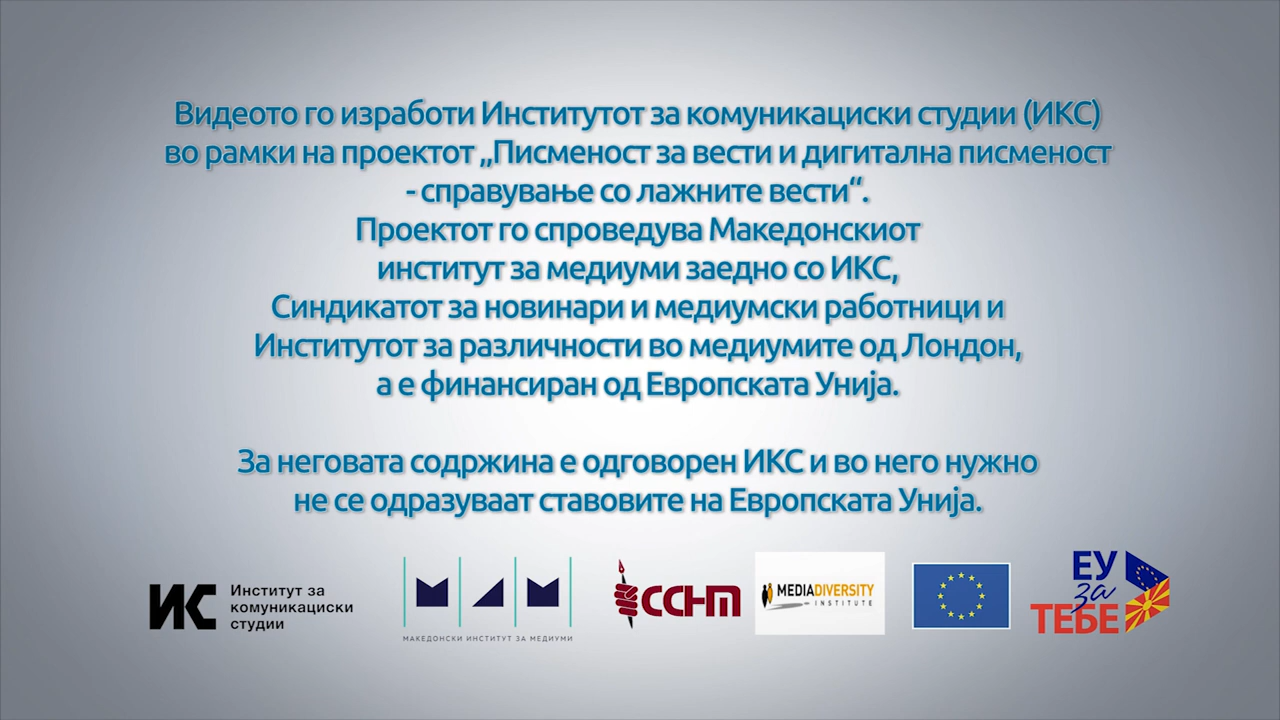 Видеото го изработи Институтот за комуникациски студии (ИКС)
во рамки на проектот „Писменост за вести и дигитална писменост
- справување со лажните вести“.
Проектот го спроведува Македонскиот
институт за медиуми заедно со ИКС,
Синдикатот за новинари и медиумски работници и
Институтот за различности во медиумите од Лондон,
а е финансиран од Европската Унија.
За неговата содржина е одговорен ИКС и во него нужно
не се одразуваат ставовите на Европската Унија.
ИС Институт за
комуникациски
студии
МИМ
МАКЕДОНСКИ ИНСТИТУТ ЗА МЕДИУМИ
ССНМ
MEDIADIVERSITY
INSTITUTE
ЕУ
за
ТЕБЕ